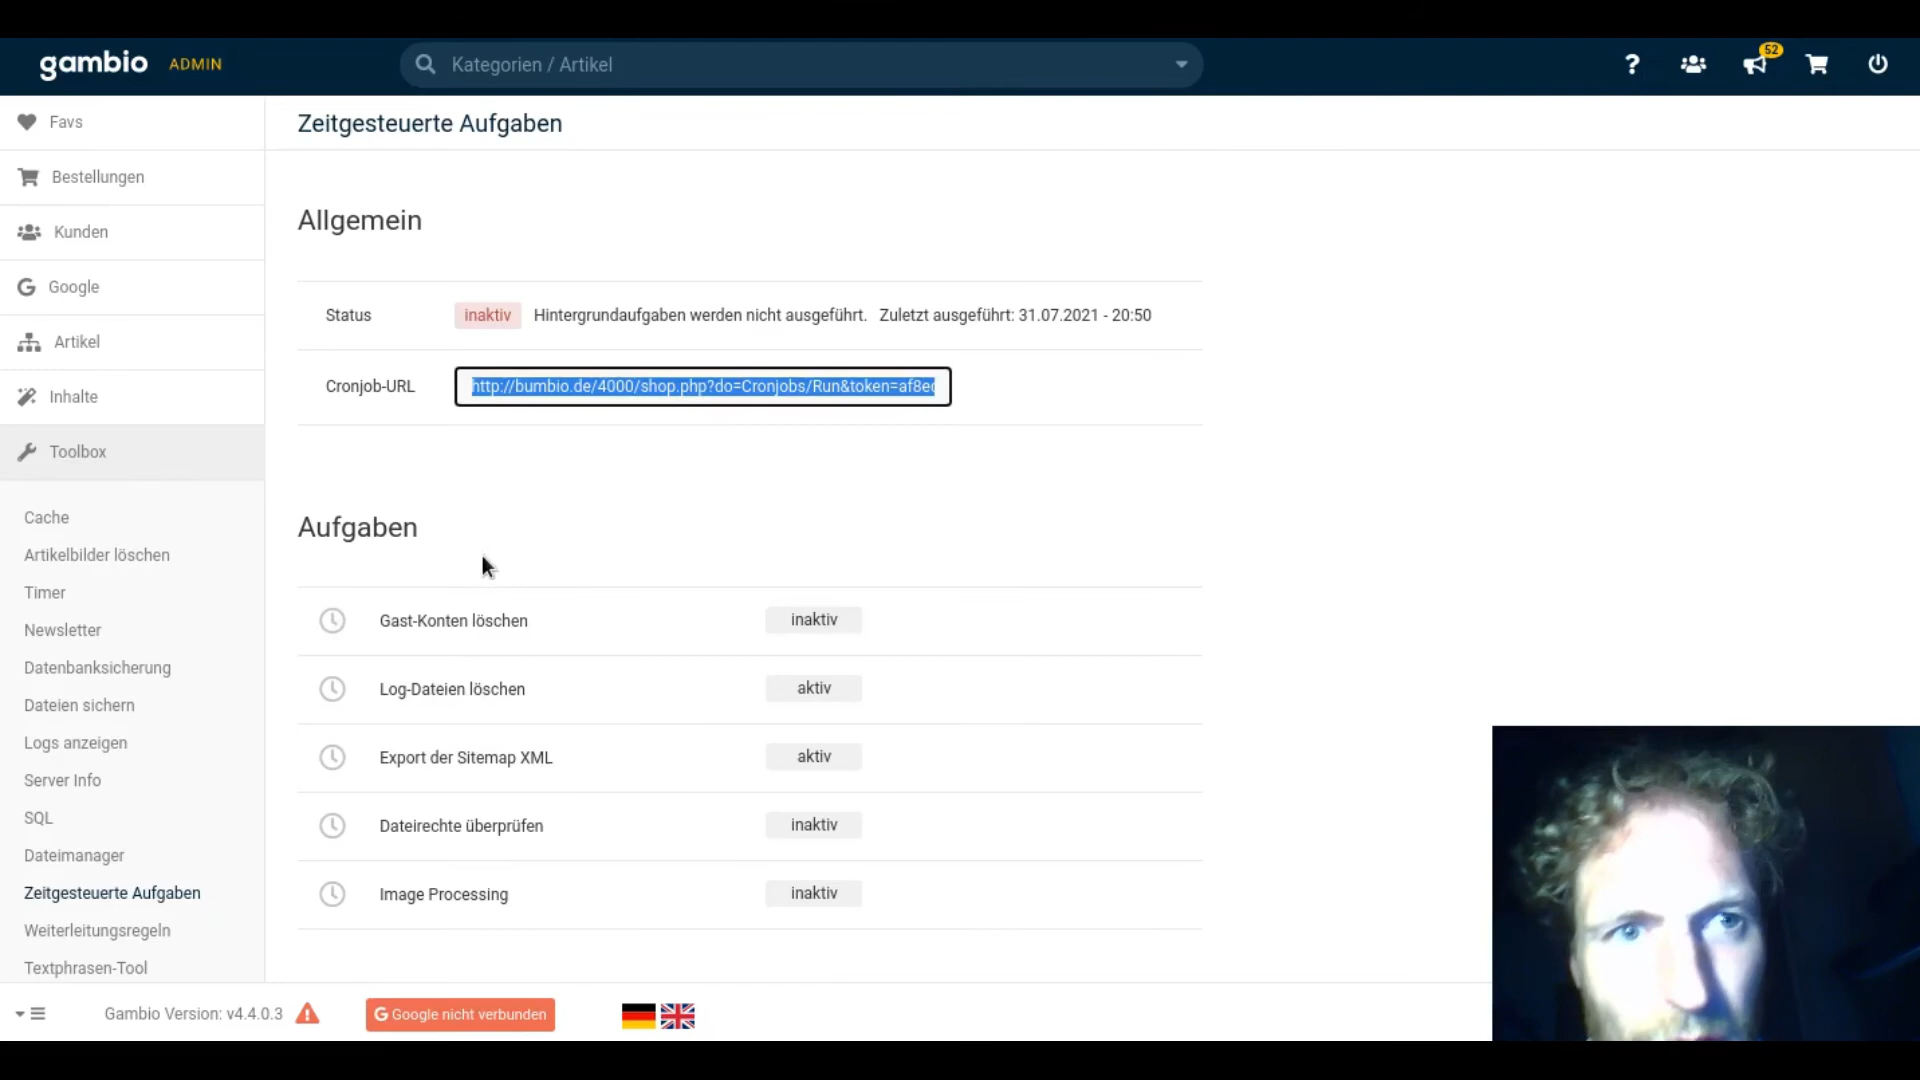 gambio ADMIN
Kategorien / Artikel
52
Favs
Bestellungen
Kunden
Google
Artikel
Inhalte
Toolbox
Cache
Artikelbilder löschen
Timer
Newsletter
Datenbanksicherung
Dateien sichern
Logs anzeigen
Server Info
SQL
Dateimanager
Zeitgesteuerte Aufgaben
Weiterleitungsregeln
Textphrasen-Tool
Zeitgesteuerte Aufgaben
Allgemein
Status inaktiv Hintergrundaufgaben werden nicht ausgeführt. Zuletzt ausgeführt: 31.07.2021 - 20:50
Cronjob-URL http://bumbio.de/4000/shop.php?do=Cronjobs/Run&token=af8ec
Aufgaben
Gast-Konten löschen inaktiv
Log-Dateien löschen aktiv
Export der Sitemap XML aktiv
Dateirechte überprüfen inaktiv
Image Processing inaktiv
Gambio Version: v4.4.0.3
Google nicht verbunden